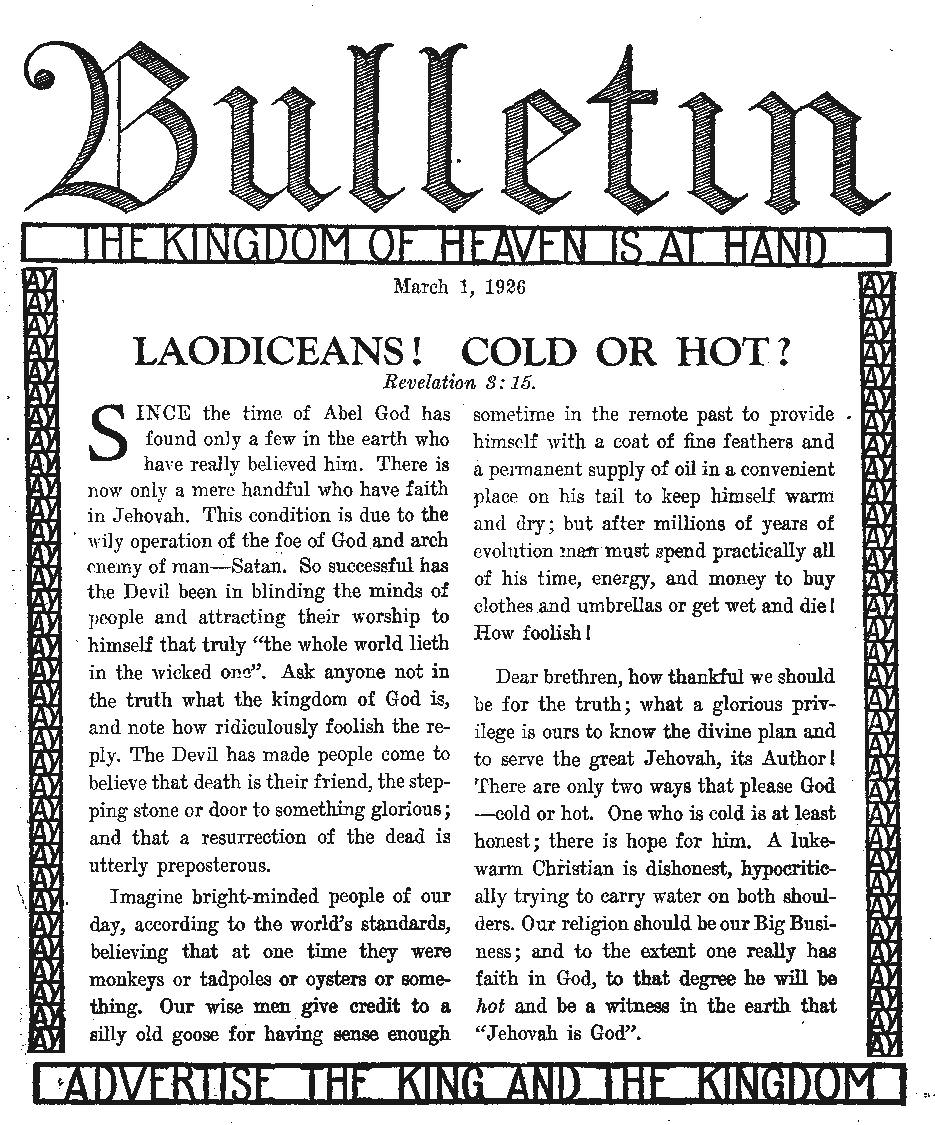 Bulletin
THE KINGDOM OF HEAVEN IS AT HAND
March 1, 1926
LAODICEANS! COLD OR HOT?
Revelation 3:15.
SINCE the time of Abel God has
found only a few in the earth who
have really believed him. There is
now only a mere handful who have faith
in Jehovah. This condition is due to the
wily operation of the foe of God and arch
enemy of man—Satan. So successful has
the Devil been in blinding the minds of
people and attracting their worship to
himself that truly "the whole world lieth
in the wicked one". Ask anyone not in
the truth what the kingdom of God is,
and note how ridiculously foolish the re-
ply. The Devil has made people come to
believe that death is their friend, the step-
ping stone or door to something glorious;
and that a resurrection of the dead is
utterly preposterous.
Imagine bright-minded people of our
day, according to the world's standards,
believing that at one time they were
monkeys or tadpoles or oysters or some-
thing. Our wise men give credit to a
silly old goose for having sense enough
sometime in the remote past to provide
himself with a coat of fine feathers and
a permanent supply of oil in a convenient
place on his tail to keep himself warm
and dry; but after millions of years of
evolution man must spend practically all
of his time, energy, and money to buy
clothes and umbrellas or get wet and die!
How foolish!
Dear brethren, how thankful we should
be for the truth; what a glorious priv-
ilege is ours to know the divine plan and
to serve the great Jehovah, its Author!
There are only two ways that please God
—cold or hot. One who is cold is at least
honest; there is hope for him. A luke-
warm Christian is dishonest, hypocritic-
ally trying to carry water on both shoul-
ders. Our religion should be our Big Busi-
ness; and to the extent one really has
faith in God, to that degree he will be
hot and be a witness in the earth that
"Jehovah is God".
ADVERTISE THE KING AND THE KINGDOM